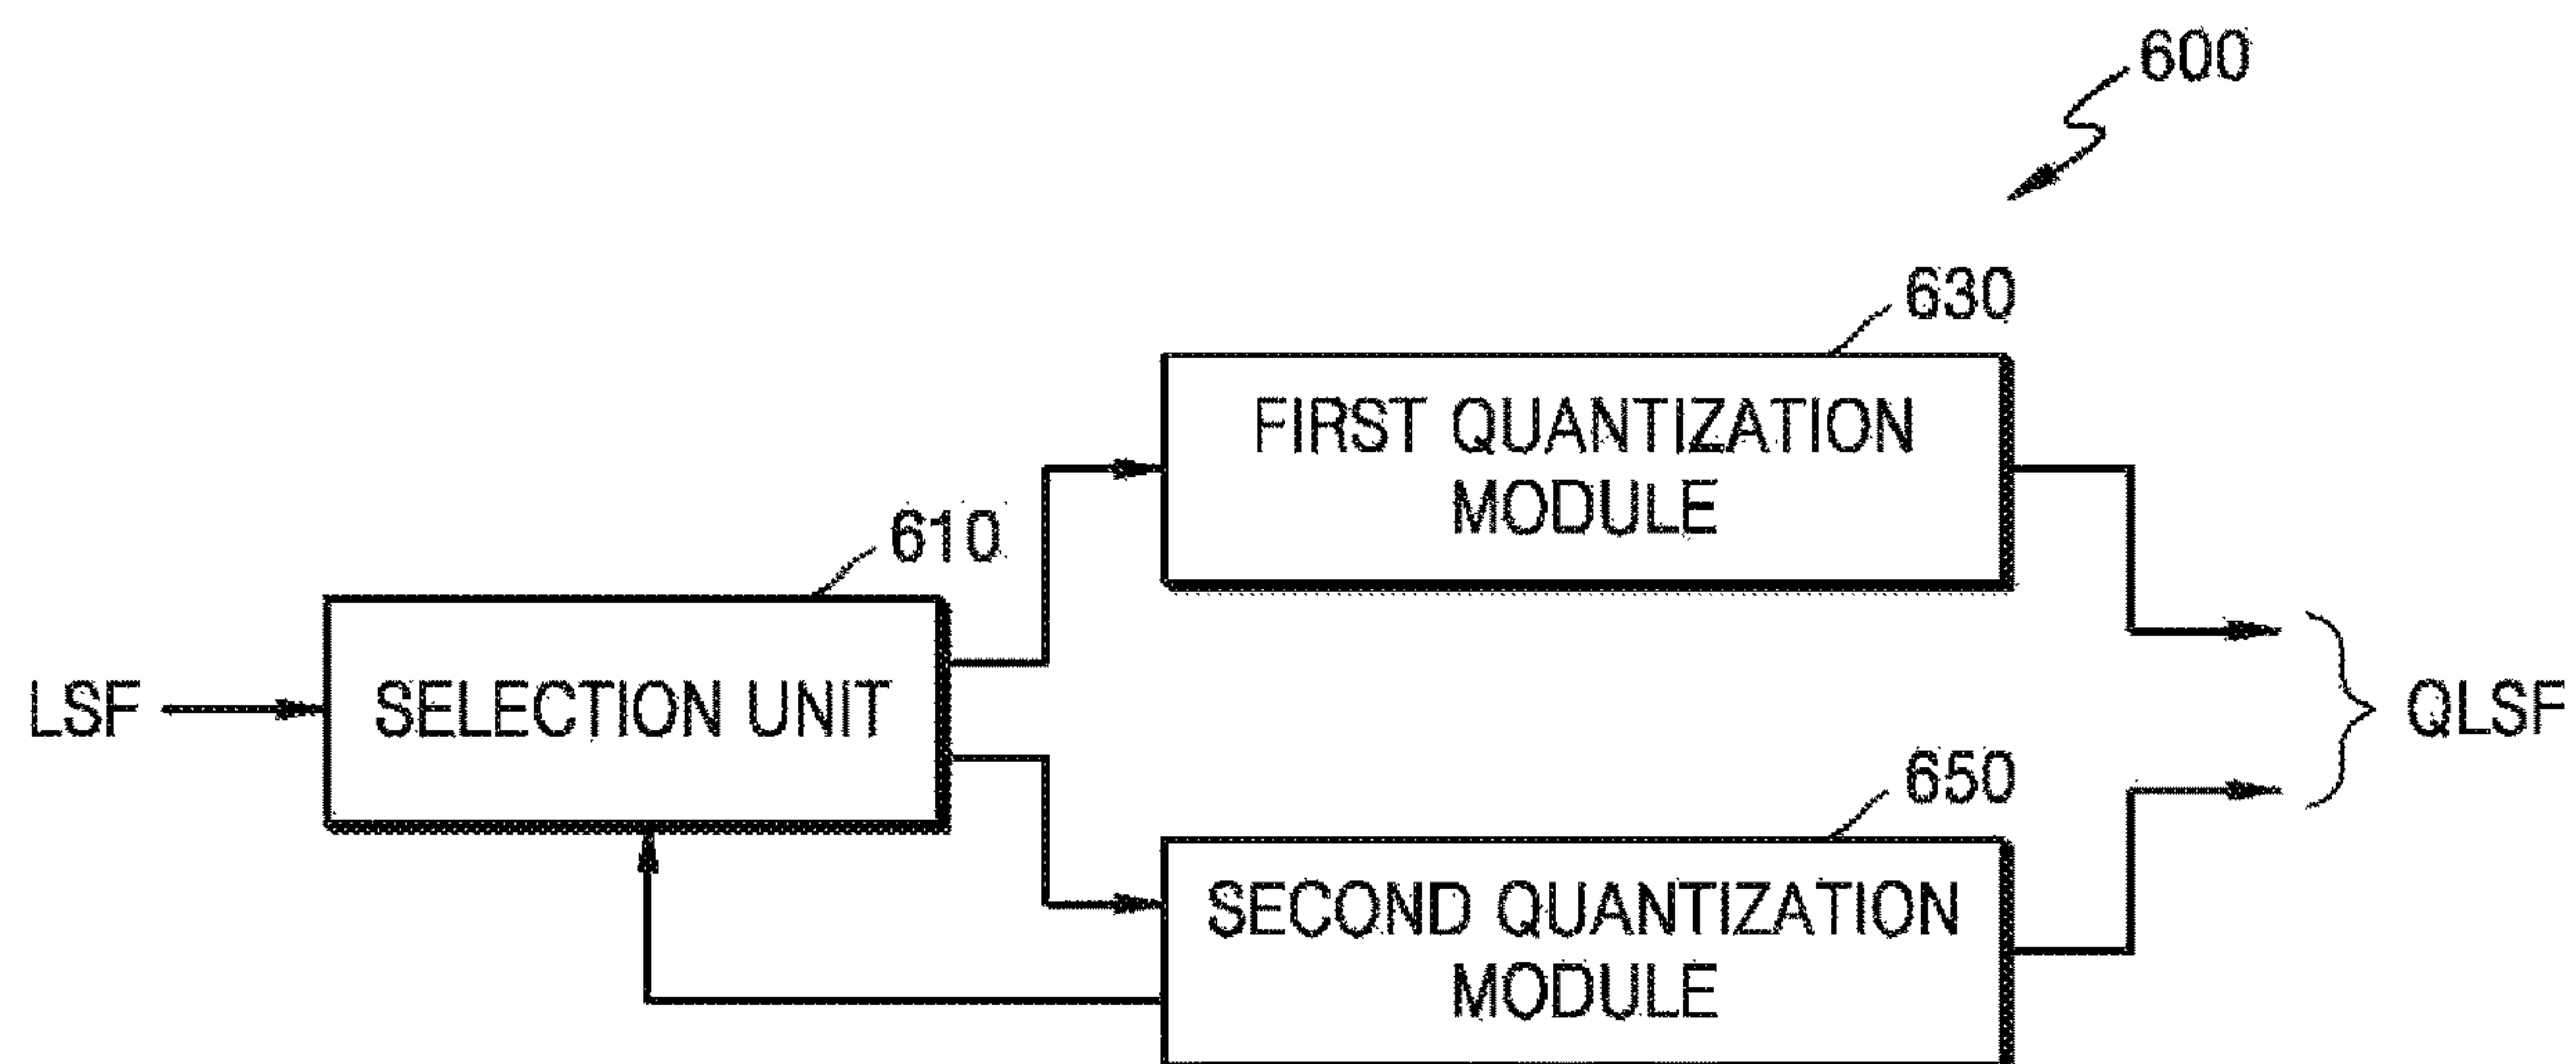 600
630
FIRST QUANTIZATION
MODULE
610
LSF
SELECTION UNIT
QLSF
650
SECOND QUANTIZATION
MODULE